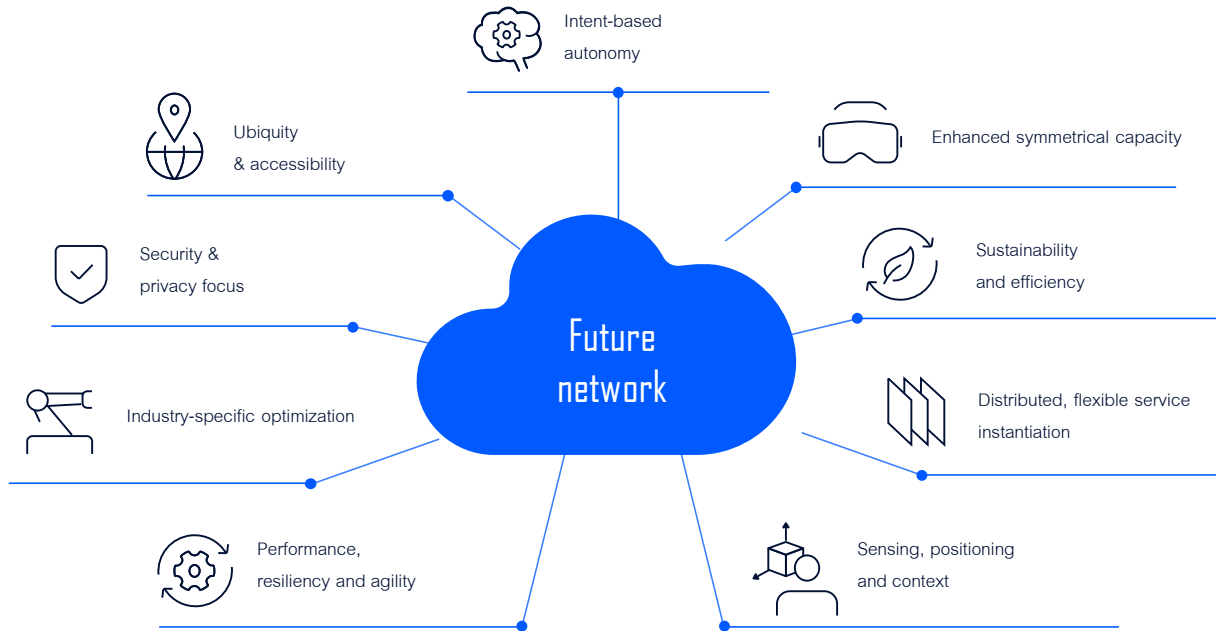 Intent-based
autonomy
Ubiquity
& accessibility
Enhanced symmetrical capacity
Security &
privacy focus
Sustainability
and efficiency
Future
network
Industry-specific optimization
Distributed, flexible service
instantiation
Performance,
resiliency and agility
Sensing, positioning
and context